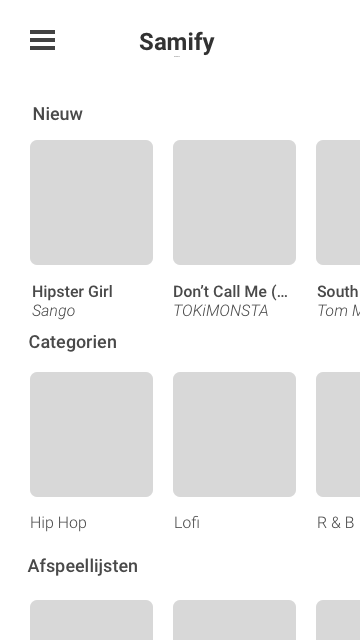 Samify
Nieuw
Hipster Girl
Sango
Don’t Call Me (...
TOKiMONSTA
South
Tom
Categorien
Hip Hop
Lofi
R & B
Afspeellijsten